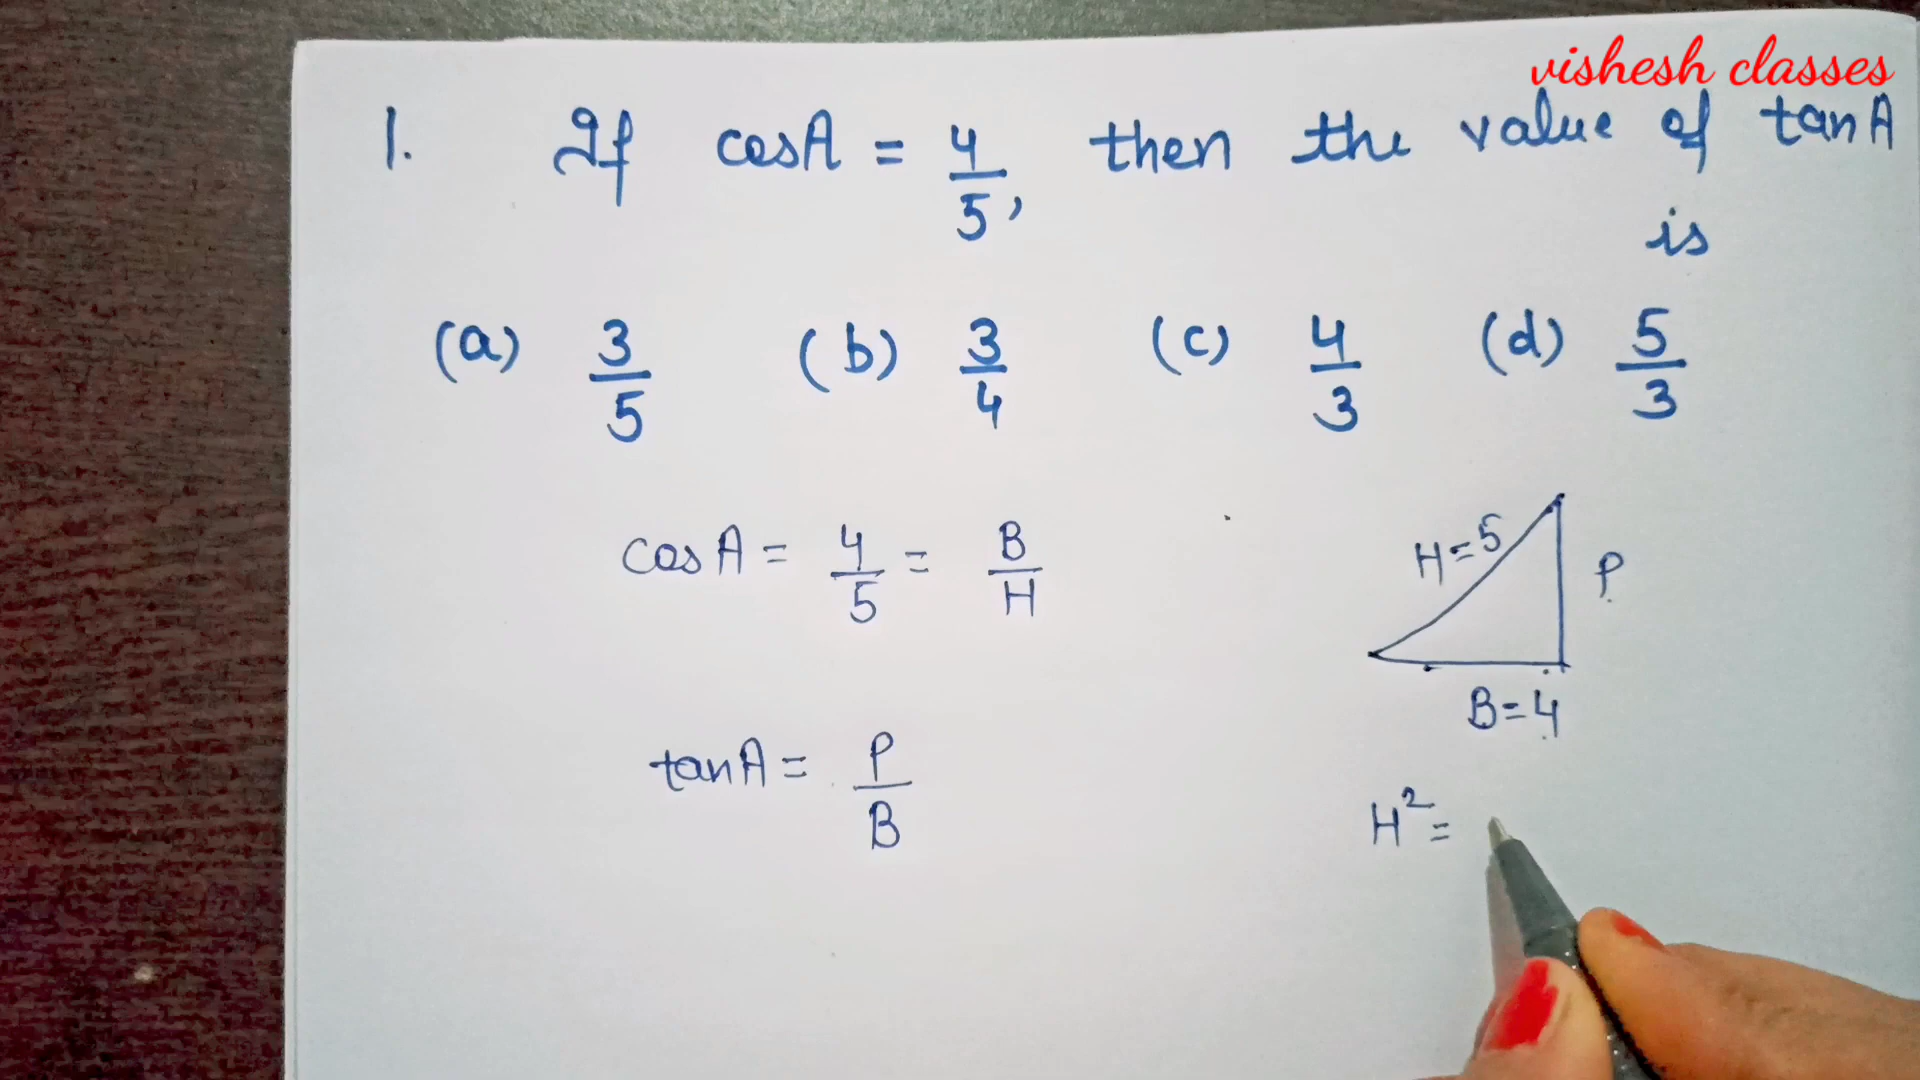 vishesh classes
1. If cosA = 4/5, then the value of tanA
is
(a) 3/5 (b) 3/4 (c) 4/3 (d) 5/3
cosA = 4/5 = B/H
H=5
P
B=4
tanA = P/B
H² =